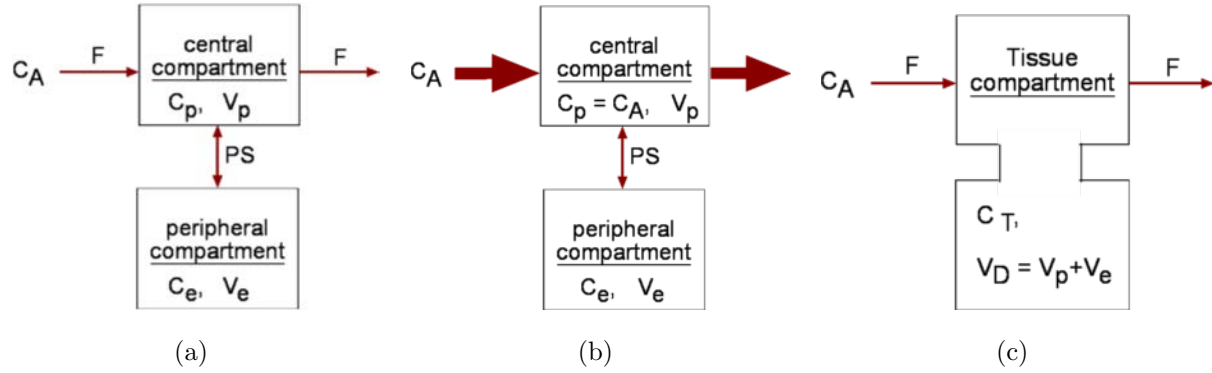 C_A
F
central
compartment
C_p, V_p
F
PS
peripheral
compartment
C_e, V_e
(a)
C_A
central
compartment
C_p = C_A, V_p
PS
peripheral
compartment
C_e, V_e
(b)
C_A
F
Tissue
compartment
F
C_T,
V_D = V_p+V_e
(c)